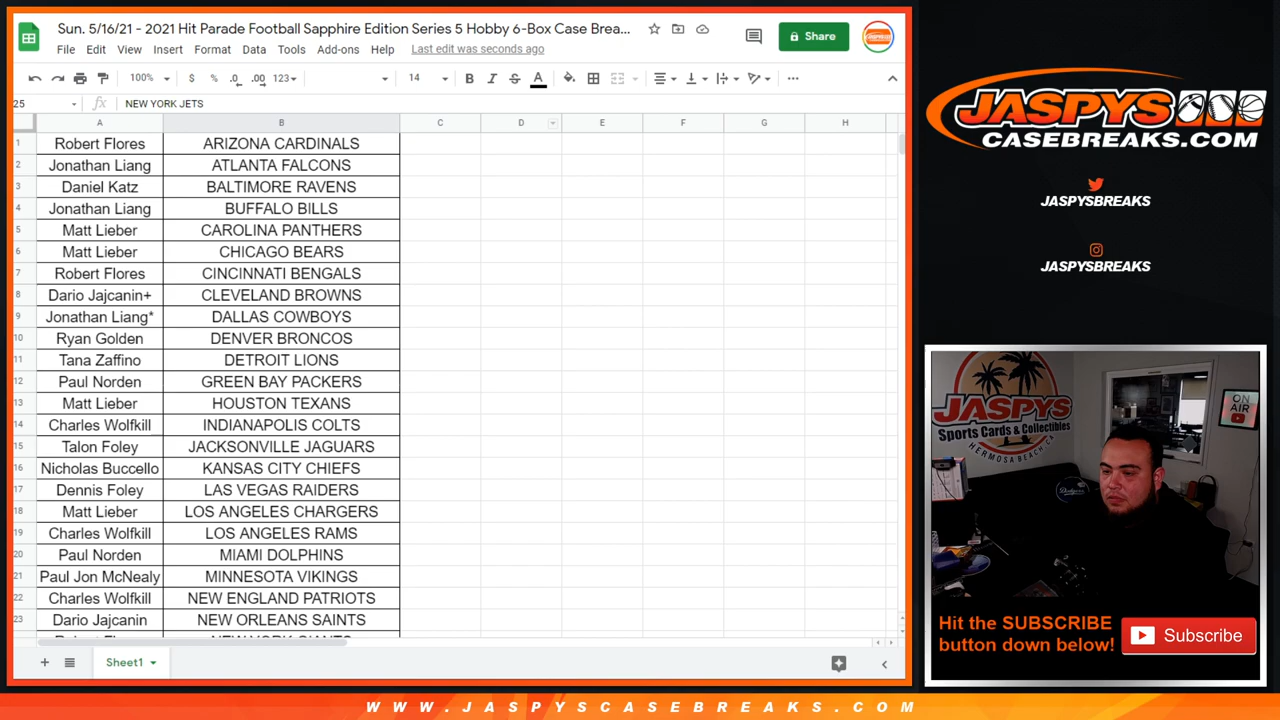 Sun. 5/16/21 - 2021 Hit Parade Football Sapphire Edition Series 5 Hobby 6-Box Case Brea...
File Edit View Insert Format Data Tools Add-ons Help Last edit was seconds ago
Share
100% $ % .0 .00 123 14 B I S A
25 fx NEW YORK JETS
A B C D E F G H
1 Robert Flores ARIZONA CARDINALS
2 Jonathan Liang ATLANTA FALCONS
3 Daniel Katz BALTIMORE RAVENS
4 Jonathan Liang BUFFALO BILLS
5 Matt Lieber CAROLINA PANTHERS
6 Matt Lieber CHICAGO BEARS
7 Robert Flores CINCINNATI BENGALS
8 Dario Jajcanin+ CLEVELAND BROWNS
9 Jonathan Liang* DALLAS COWBOYS
10 Ryan Golden DENVER BRONCOS
11 Tana Zaffino DETROIT LIONS
12 Paul Norden GREEN BAY PACKERS
13 Matt Lieber HOUSTON TEXANS
14 Charles Wolfkill INDIANAPOLIS COLTS
15 Talon Foley JACKSONVILLE JAGUARS
16 Nicholas Buccello KANSAS CITY CHIEFS
17 Dennis Foley LAS VEGAS RAIDERS
18 Matt Lieber LOS ANGELES CHARGERS
19 Charles Wolfkill LOS ANGELES RAMS
20 Paul Norden MIAMI DOLPHINS
21 Paul Jon McNealy MINNESOTA VIKINGS
22 Charles Wolfkill NEW ENGLAND PATRIOTS
23 Dario Jajcanin NEW ORLEANS SAINTS
Robert Flores NEW YORK GIANTS
Sheet1
JASPYS
CASEBREAKS.COM
JASPYSBREAKS
JASPYSBREAKS
JASPYS
Sports Cards & Collectibles
HERMOSA BEACH CA
ON AIR
Dodgers
Hit the SUBSCRIBE
button down below!
Subscribe
WWW.JASPYSCASEBREAKS.COM